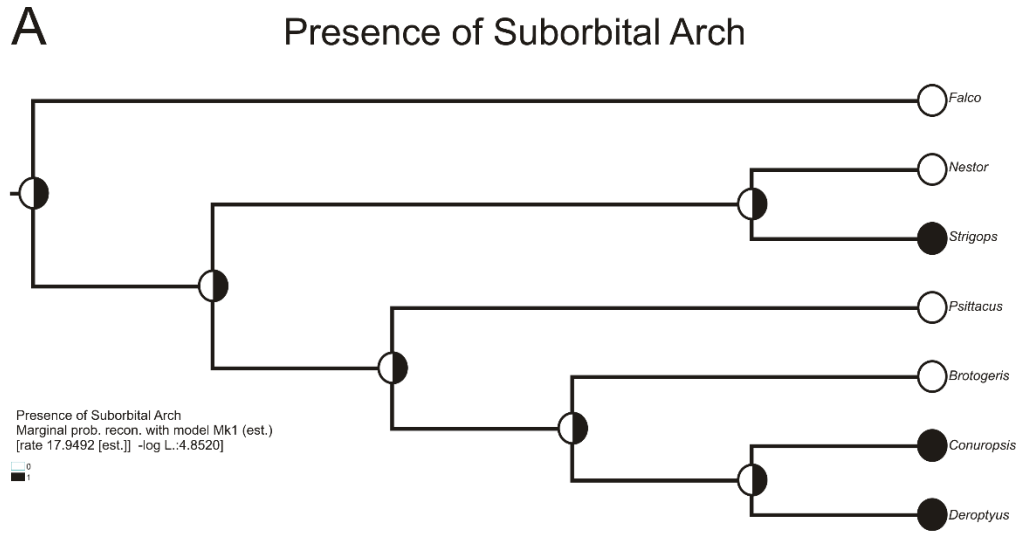 A
Presence of Suborbital Arch
Falco
Nestor
Strigops
Psittacus
Brotogeris
Conuropsis
Deroptyus
Presence of Suborbital Arch
Marginal prob. recon. with model Mk1 (est.)
[rate 17.9492 [est.]] -log L.:4.8520]
0
1